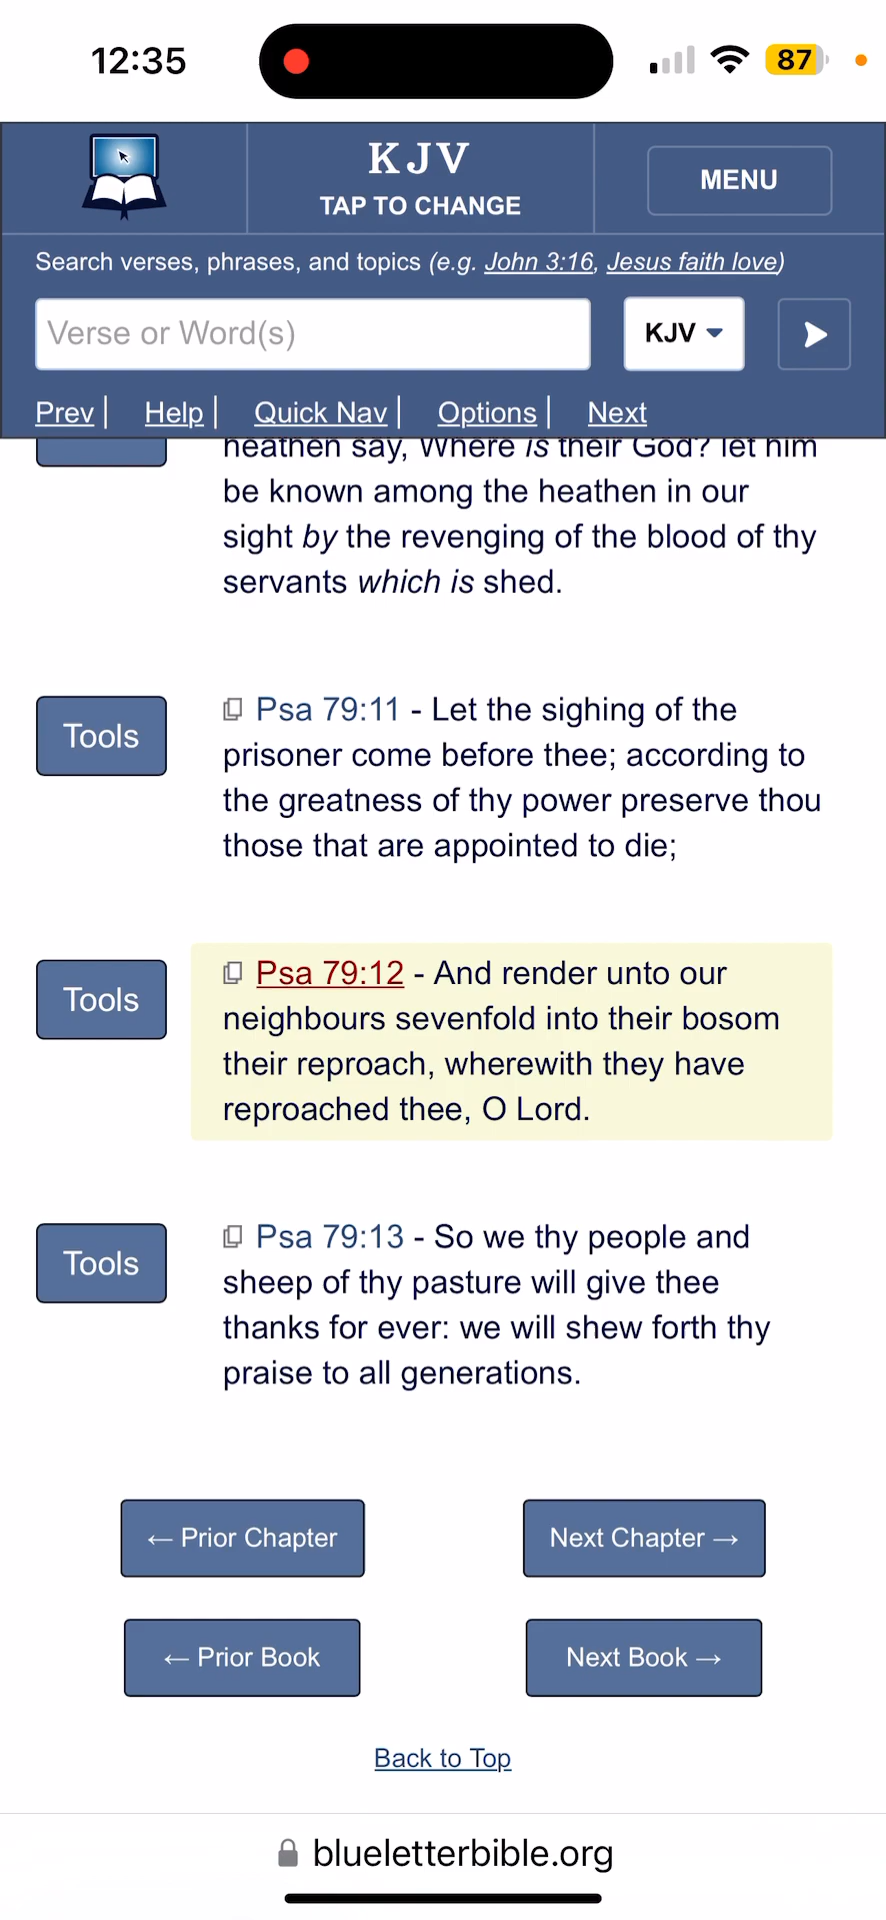 12:35
87
KJV
TAP TO CHANGE
MENU
Search verses, phrases, and topics (e.g. John 3:16, Jesus faith love)
Verse or Word(s)
KJV
Prev | Help | Quick Nav | Options | Next
heathen say, Where is their God? let him
be known among the heathen in our
sight by the revenging of the blood of thy
servants which is shed.
Tools
Psa 79:11 - Let the sighing of the
prisoner come before thee; according to
the greatness of thy power preserve thou
those that are appointed to die;
Tools
Psa 79:12 - And render unto our
neighbours sevenfold into their bosom
their reproach, wherewith they have
reproached thee, O Lord.
Tools
Psa 79:13 - So we thy people and
sheep of thy pasture will give thee
thanks for ever: we will shew forth thy
praise to all generations.
← Prior Chapter
Next Chapter →
← Prior Book
Next Book →
Back to Top
blueletterbible.org